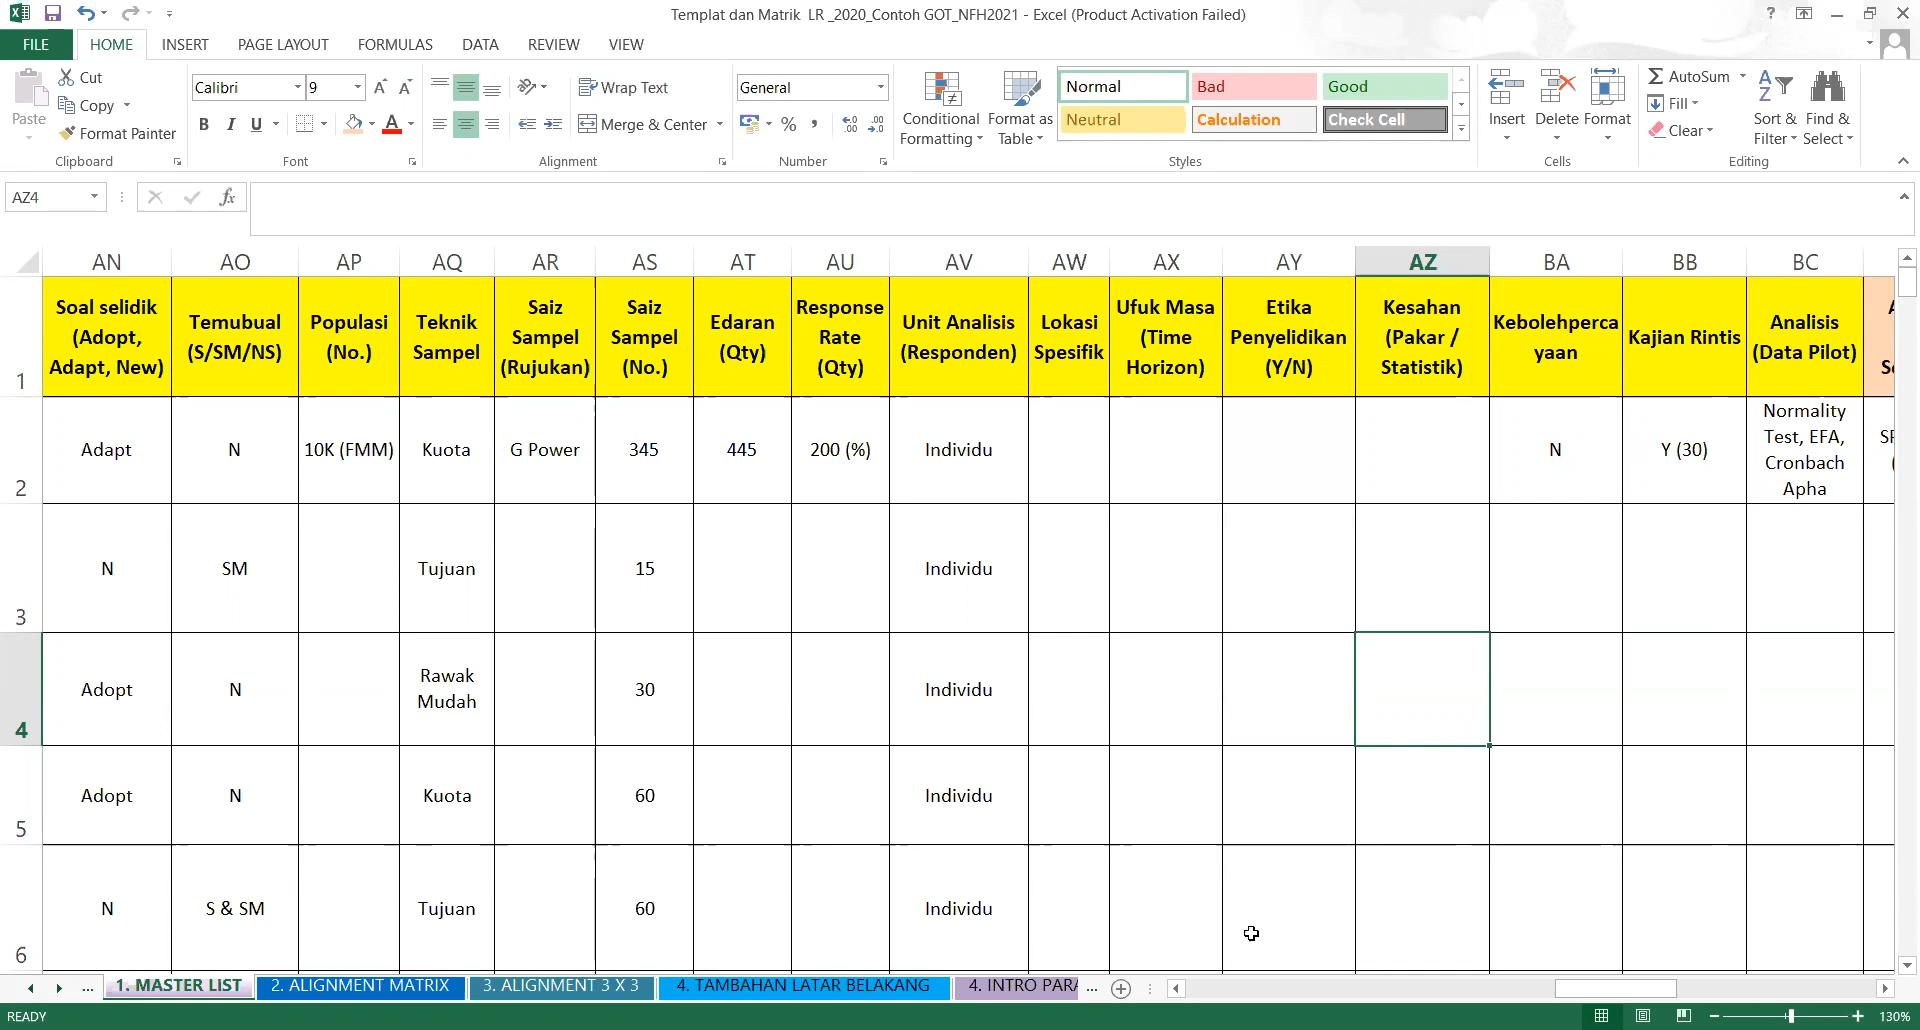 Templat dan Matrik LR _2020_Contoh GOT_NFH2021 - Excel (Product Activation Failed)
FILE HOME INSERT PAGE LAYOUT FORMULAS DATA REVIEW VIEW
Paste
Cut
Copy
Format Painter
Clipboard
Calibri 9
B I U
Font
Wrap Text
Merge & Center
Alignment
General
%
Number
Conditional
Formatting
Format as
Table
Normal Bad Good
Neutral Calculation Check Cell
Styles
Insert Delete Format
Cells
AutoSum
Fill
Clear
Sort &
Filter
Find &
Select
Editing
AZ4
fx
AN AO AP AQ AR AS AT AU AV AW AX AY AZ BA BB BC
1
Soal selidik
(Adopt,
Adapt, New)
Temubual
(S/SM/NS)
Populasi
(No.)
Teknik
Sampel
Saiz
Sampel
(Rujukan)
Saiz
Sampel
(No.)
Edaran
(Qty)
Response
Rate
(Qty)
Unit Analisis
(Responden)
Lokasi
Spesifik
Ufuk Masa
(Time
Horizon)
Etika
Penyelidikan
(Y/N)
Kesahan
(Pakar /
Statistik)
Kebolehperca
yaan
Kajian Rintis
Analisis
(Data Pilot)
2
Adapt
N
10K (FMM)
Kuota
G Power
345
445
200 (%)
Individu
N
Y (30)
Normality
Test, EFA,
Cronbach
Apha
3
N
SM
Tujuan
15
Individu
4
Adopt
N
Rawak
Mudah
30
Individu
5
Adopt
N
Kuota
60
Individu
6
N
S & SM
Tujuan
60
Individu
... 1. MASTER LIST 2. ALIGNMENT MATRIX 3. ALIGNMENT 3 X 3 4. TAMBAHAN LATAR BELAKANG 4. INTRO PARA ...
READY 130%